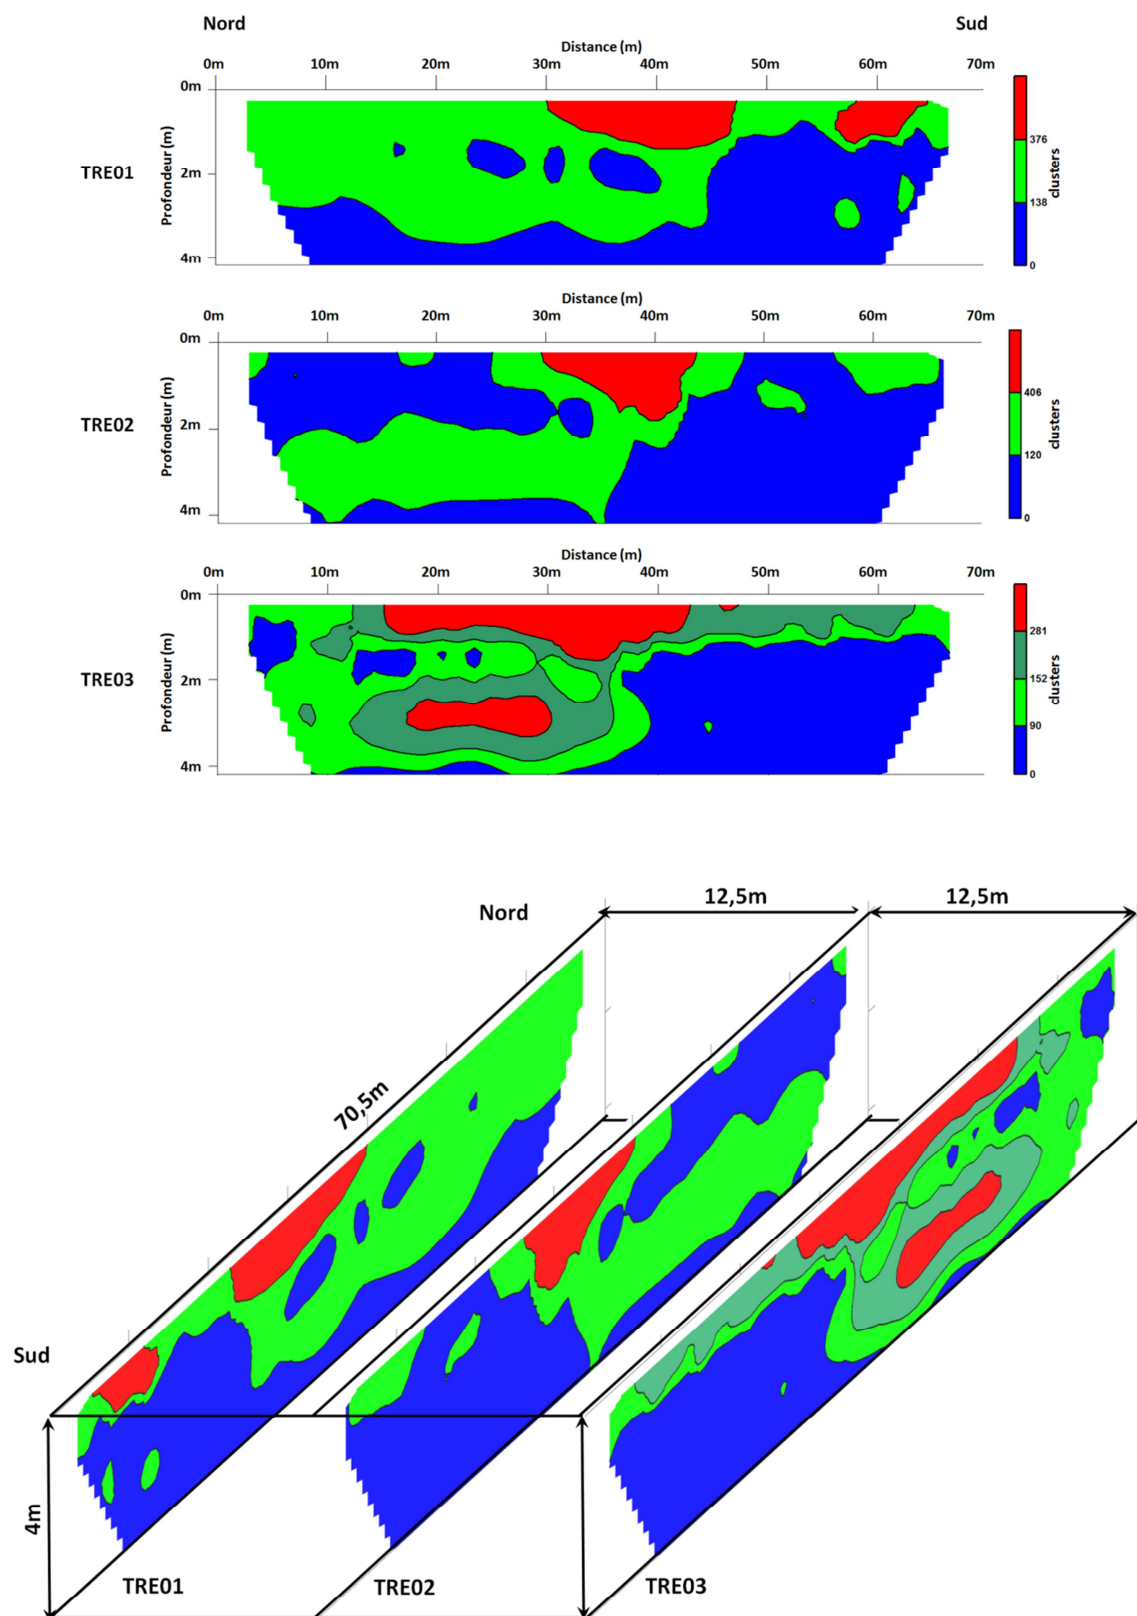 Nord Sud
Distance (m)
0m 10m 20m 30m 40m 50m 60m 70m
0m
2m
4m
Profondeur (m)
TRE01
376
138
0
clusters
Distance (m)
0m 10m 20m 30m 40m 50m 60m 70m
0m
2m
4m
Profondeur (m)
TRE02
406
120
0
clusters
Distance (m)
0m 10m 20m 30m 40m 50m 60m 70m
0m
2m
4m
Profondeur (m)
TRE03
281
152
90
0
clusters
Nord 12,5m 12,5m
70,5m
Sud
4m
TRE01 TRE02 TRE03